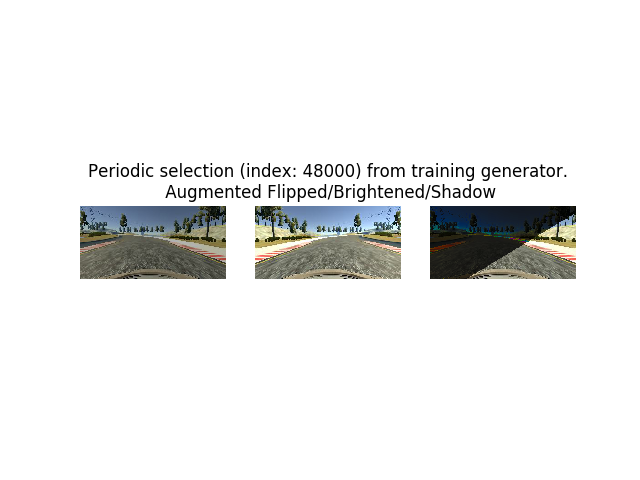 Periodic selection (index: 48000) from training generator.
Augmented Flipped/Brightened/Shadow